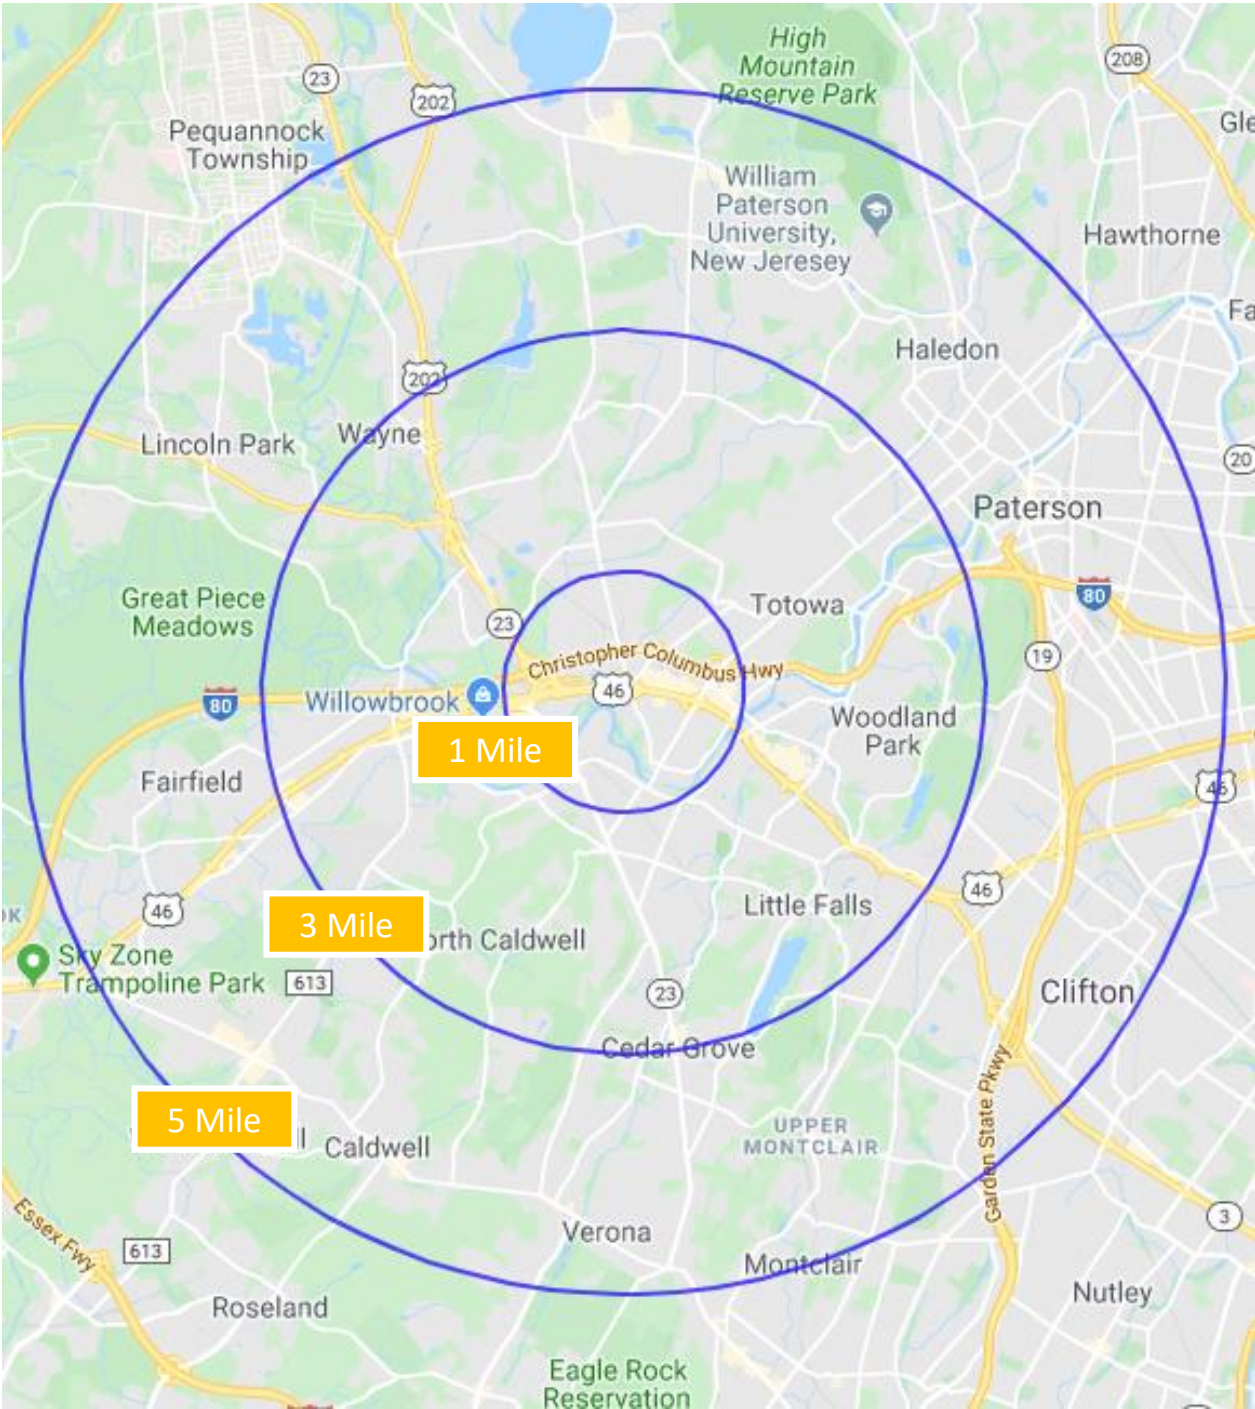 High
Mountain
Reserve Park
208
23
202
Gle
Pequannock
Township
William
Paterson
University,
New Jeresey
Hawthorne
Fa
Haledon
202
Wayne
Lincoln Park
20
Paterson
Great Piece
Meadows
Totowa
80
23
Christopher Columbus Hwy
19
Willowbrook
80
46
Woodland
Park
1 Mile
Fairfield
46
46
Little Falls
46
3 Mile
orth Caldwell
OK
Sky Zone
Trampoline Park
613
23
Clifton
Cedar Grove
Garden State Pkwy
5 Mile
l
Caldwell
UPPER
MONTCLAIR
Essex Fwy
613
Verona
3
Montclair
Roseland
Nutley
Eagle Rock
Reservation